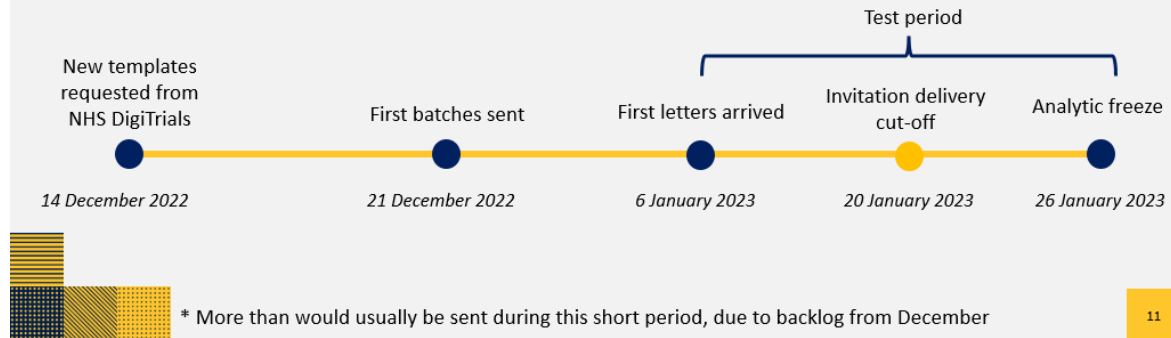 Test period
New templates
requested from
NHS DigiTrials
First batches sent
First letters arrived
Invitation delivery
cut-off
Analytic freeze
14 December 2022
21 December 2022
6 January 2023
20 January 2023
26 January 2023
* More than would usually be sent during this short period, due to backlog from December
11